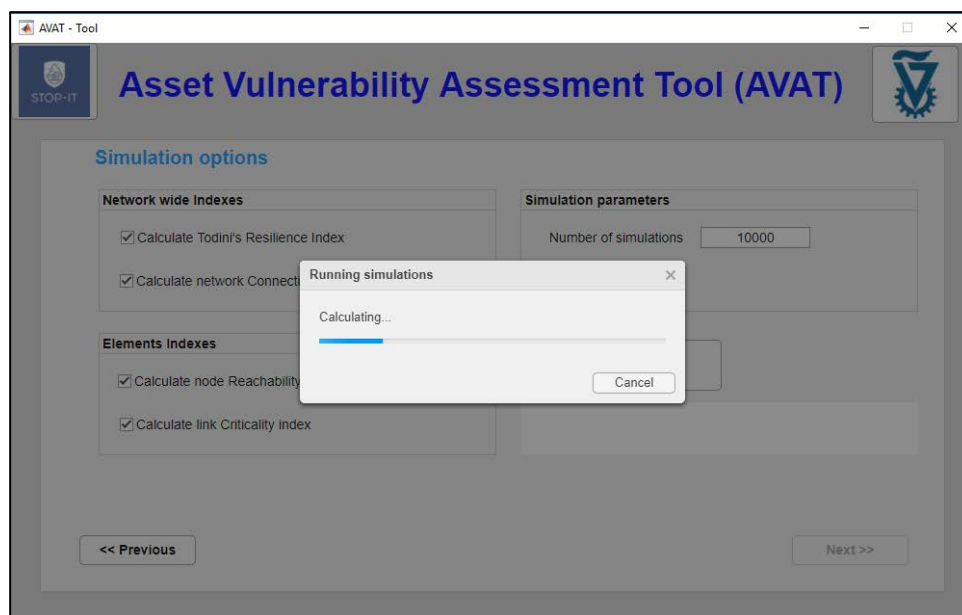 AVAT - Tool
STOP-IT
Asset Vulnerability Assessment Tool (AVAT)
Simulation options
Network wide Indexes
Calculate Todini's Resilience Index
Calculate network Connecti
Simulation parameters
Number of simulations 10000
Running simulations
Calculating...
Cancel
Elements Indexes
Calculate node Reachability
Calculate link Criticality index
<< Previous
Next >>